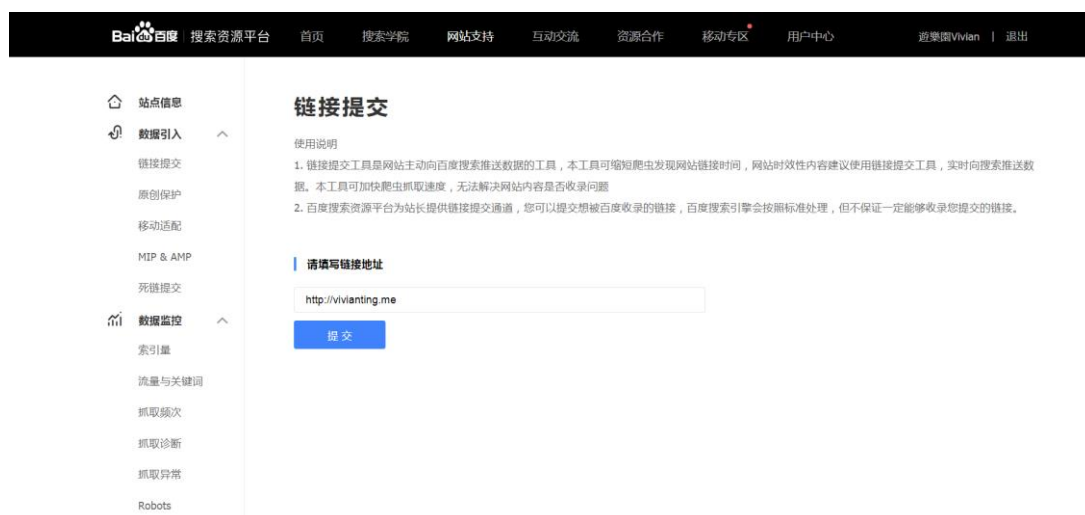 Bai百度 搜索资源平台 首页 搜索学院 网站支持 互动交流 资源合作 移动专区 用户中心 遊樂園Vivian | 退出
站点信息
数据引入
链接提交
原创保护
移动适配
MIP & AMP
死链提交
数据监控
索引量
流量与关键词
抓取频次
抓取诊断
抓取异常
Robots
链接提交
使用说明
1. 链接提交工具是网站主动向百度搜索推送数据的工具，本工具可缩短爬虫发现网站链接时间，网站时效性内容建议使用链接提交工具，实时向搜索推送数
据。本工具可加快爬虫抓取速度，无法解决网站内容是否收录问题
2. 百度搜索资源平台为站长提供链接提交通道，您可以提交想被百度收录的链接，百度搜索引擎会按照标准处理，但不保证一定能够收录您提交的链接。
请填写链接地址
http://vivianting.me
提 交